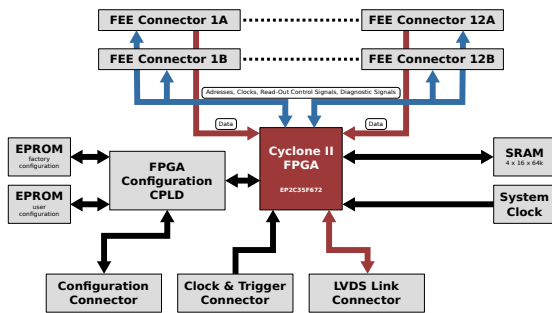 FEE Connector 1A
FEE Connector 12A
FEE Connector 1B
FEE Connector 12B
Adresses, Clocks, Read-Out Control Signals, Diagnostic Signals
Data
Data
EPROM
factory
configuration
FPGA
Configuration
CPLD
Cyclone II
FPGA
EP2C35F672
SRAM
4 x 16 x 64k
EPROM
user
configuration
System
Clock
Configuration
Connector
Clock & Trigger
Connector
LVDS Link
Connector